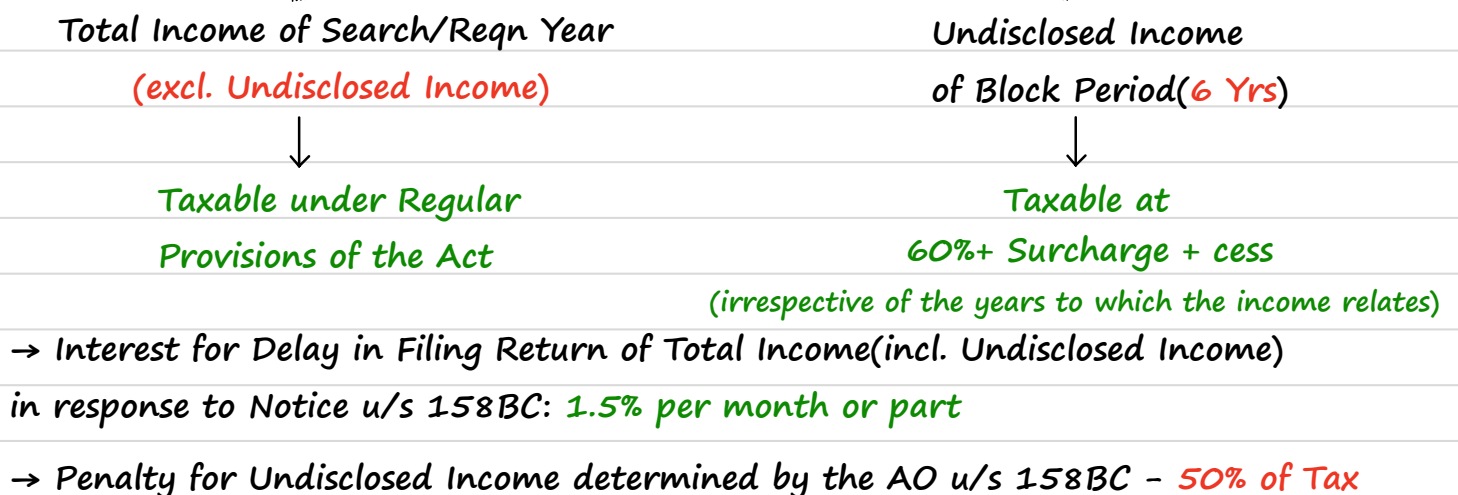 Total Income of Search/Reqn Year
(excl. Undisclosed Income)
Undisclosed Income
of Block Period(6 Yrs)
Taxable under Regular
Provisions of the Act
Taxable at
60%+ Surcharge + cess
(irrespective of the years to which the income relates)
→ Interest for Delay in Filing Return of Total Income(incl. Undisclosed Income)
in response to Notice u/s 158BC: 1.5% per month or part
→ Penalty for Undisclosed Income determined by the AO u/s 158BC - 50% of Tax